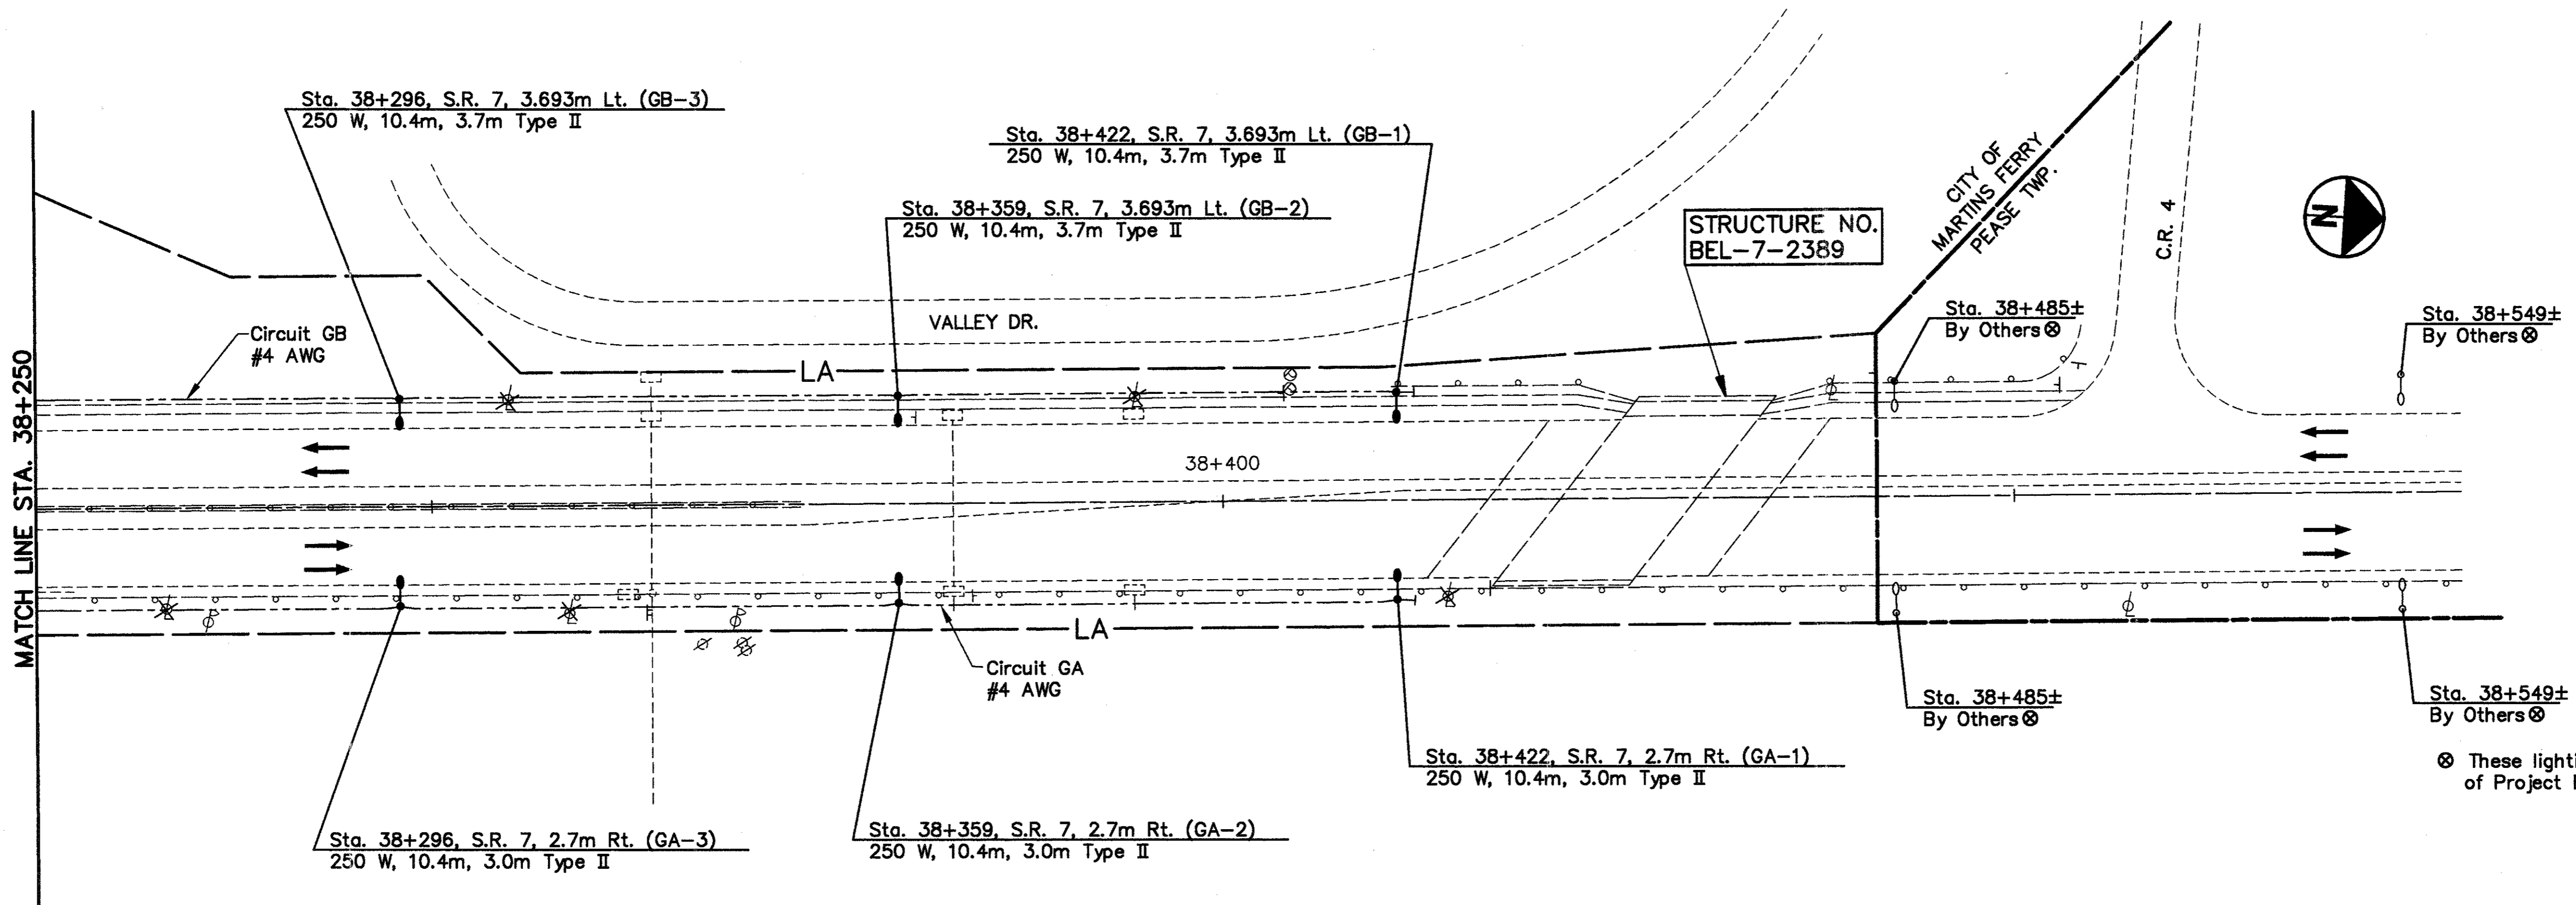 Sta. 38+296, S.R. 7, 3.693m Lt. (GB-3)
250 W, 10.4m, 3.7m Type II
Sta. 38+422, S.R. 7, 3.693m Lt. (GB-1)
250 W, 10.4m, 3.7m Type II
Sta. 38+359, S.R. 7, 3.693m Lt. (GB-2)
250 W, 10.4m, 3.7m Type II
STRUCTURE NO.
BEL-7-2389
CITY OF
MARTINS FERRY
PEASE TWP.
C.R. 4
N
Sta. 38+485±
By Others⊗
Sta. 38+549±
By Others⊗
VALLEY DR.
Circuit GB
#4 AWG
LA
MATCH LINE STA. 38+250
38+400
LA
Circuit GA
#4 AWG
Sta. 38+485±
By Others⊗
Sta. 38+549±
By Others⊗
Sta. 38+422, S.R. 7, 2.7m Rt. (GA-1)
250 W, 10.4m, 3.0m Type II
⊗ These lighti
of Project
Sta. 38+296, S.R. 7, 2.7m Rt. (GA-3)
250 W, 10.4m, 3.0m Type II
Sta. 38+359, S.R. 7, 2.7m Rt. (GA-2)
250 W, 10.4m, 3.0m Type II